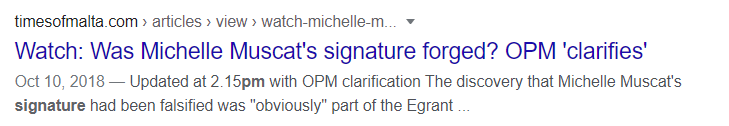 timesofmalta.com › articles › view › watch-michelle-m...
Watch: Was Michelle Muscat's signature forged? OPM 'clarifies'
Oct 10, 2018 — Updated at 2.15pm with OPM clarification The discovery that Michelle Muscat's
signature had been falsified was "obviously" part of the Egrant ...